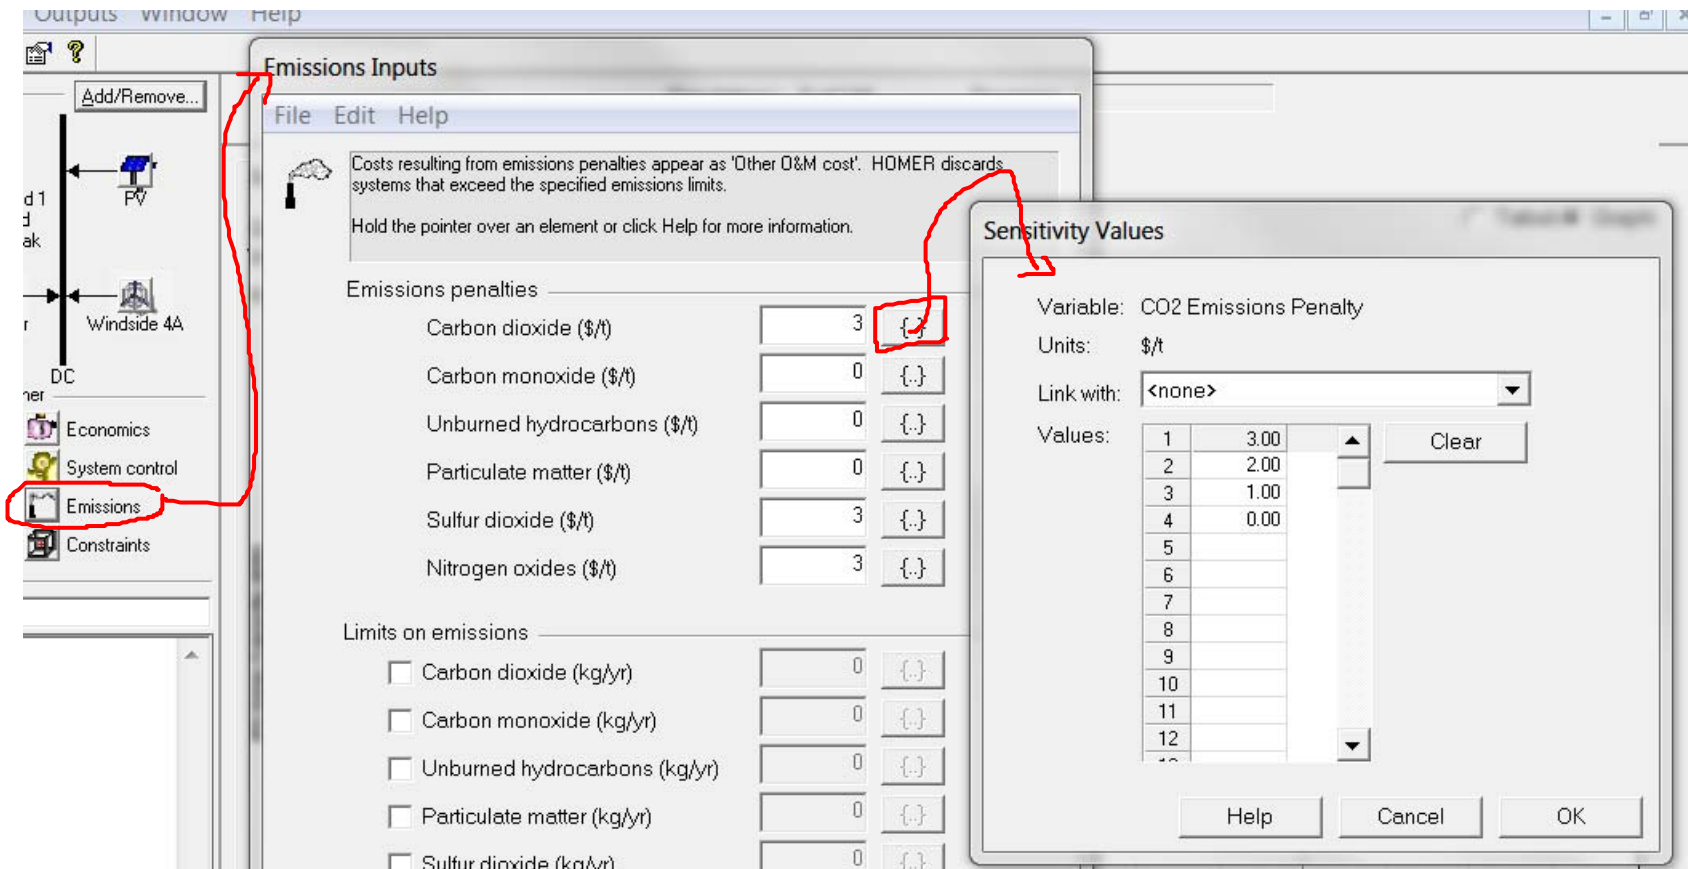 Outputs Window Help
Add/Remove...
PV
d 1
d
ak
r
Windside 4A
DC
ner
Economics
System control
Emissions
Constraints
Emissions Inputs
File Edit Help
Costs resulting from emissions penalties appear as 'Other O&M cost'. HOMER discards
systems that exceed the specified emissions limits.
Hold the pointer over an element or click Help for more information.
Emissions penalties
Carbon dioxide ($/t) 3 {..}
Carbon monoxide ($/t) 0 {..}
Unburned hydrocarbons ($/t) 0 {..}
Particulate matter ($/t) 0 {..}
Sulfur dioxide ($/t) 3 {..}
Nitrogen oxides ($/t) 3 {..}
Limits on emissions
Carbon dioxide (kg/yr) 0 {..}
Carbon monoxide (kg/yr) 0 {..}
Unburned hydrocarbons (kg/yr) 0 {..}
Particulate matter (kg/yr) 0 {..}
Sulfur dioxide (kg/yr) 0 {..}
Sensitivity Values
Variable: CO2 Emissions Penalty
Units: $/t
Link with: <none>
Values:
1 3.00
2 2.00
3 1.00
4 0.00
5
6
7
8
9
10
11
12
Clear
Help Cancel OK